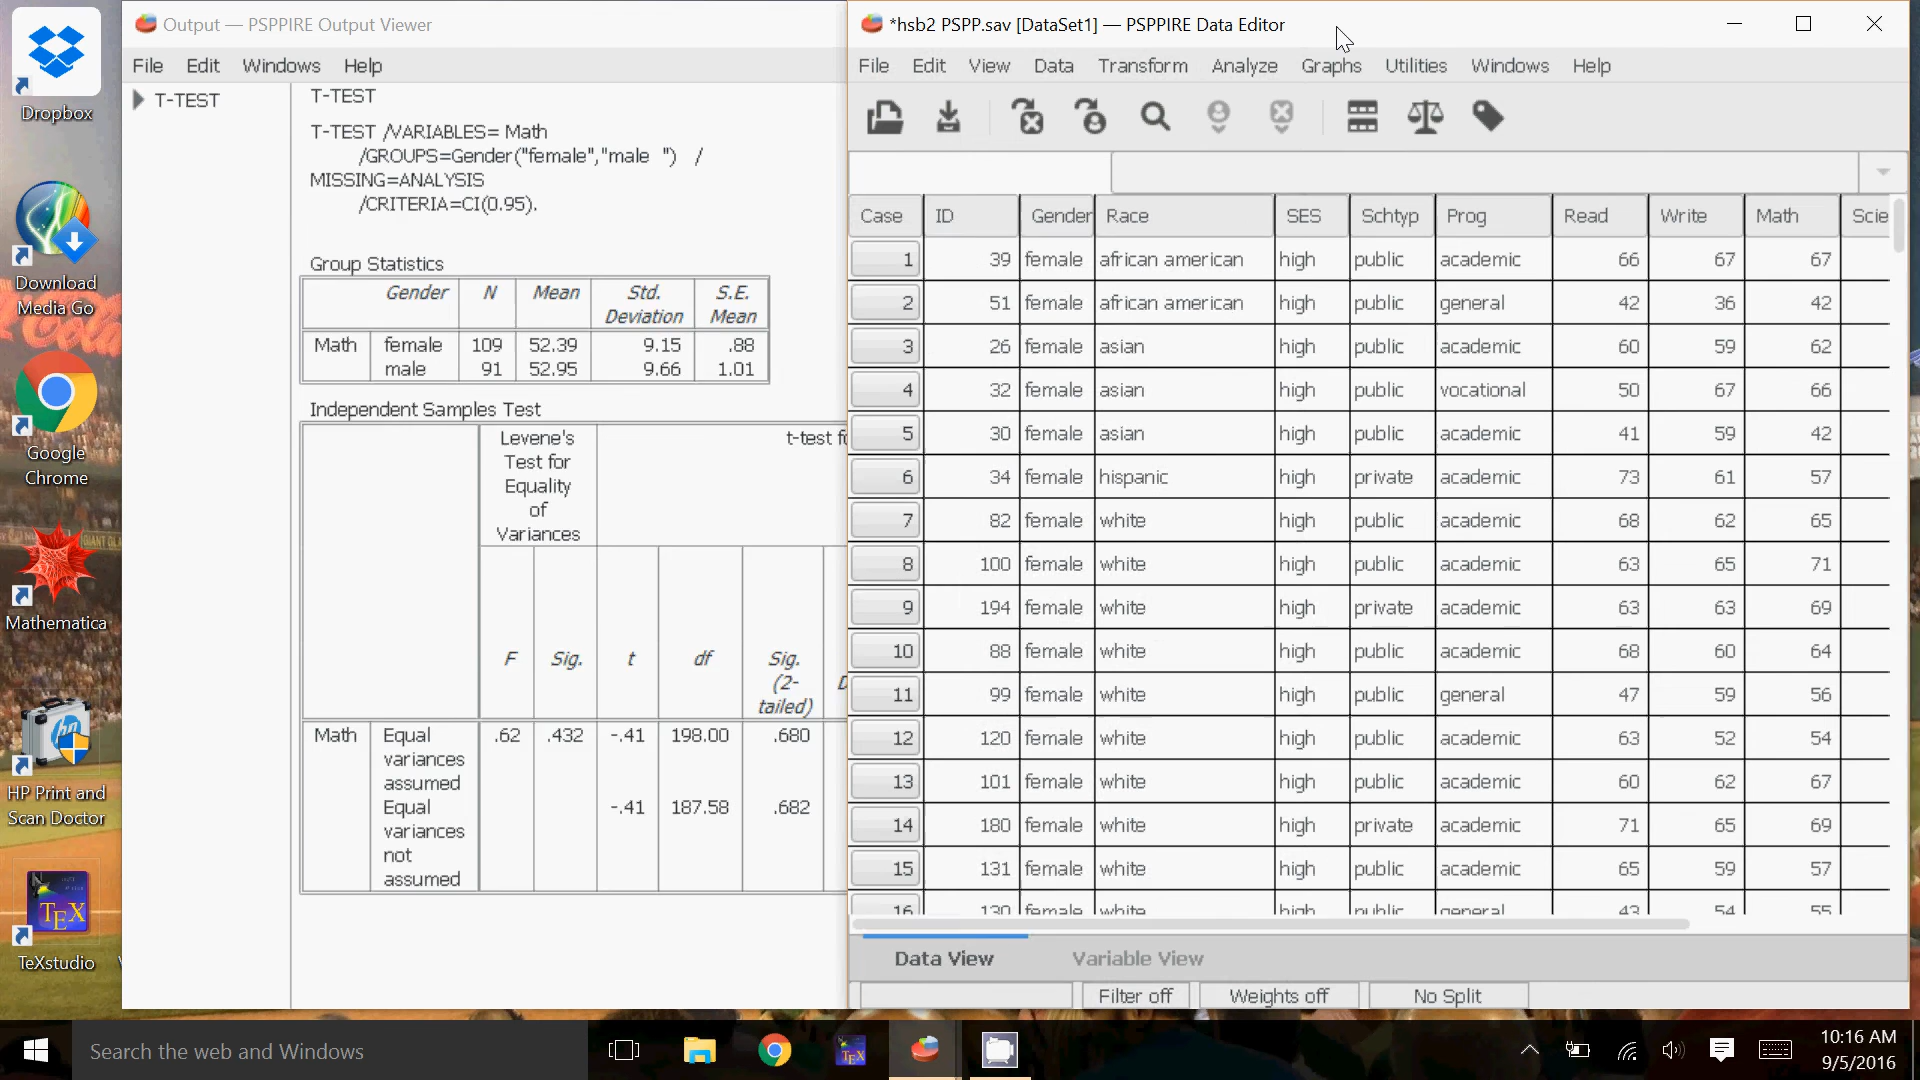 Dropbox
Download
Media Go
Google
Chrome
Mathematica
HP Print and
Scan Doctor
TeXstudio
Output — PSPPIRE Output Viewer
File Edit Windows Help
T-TEST
T-TEST
T-TEST /VARIABLES= Math
/GROUPS=Gender("female","male  ")  /
MISSING=ANALYSIS
/CRITERIA=CI(0.95).
Group Statistics
Gender N Mean Std. Deviation S.E. Mean
Math female 109 52.39 9.15 .88
male 91 52.95 9.66 1.01
Independent Samples Test
Levene's Test for Equality of Variances
F Sig. t df Sig. (2-tailed)
Math Equal variances assumed .62 .432 -.41 198.00 .680
Equal variances not assumed -.41 187.58 .682
*hsb2 PSPP.sav [DataSet1] — PSPPIRE Data Editor
File Edit View Data Transform Analyze Graphs Utilities Windows Help
Case ID Gender Race SES Schtyp Prog Read Write Math Scie
1 39 female african american high public academic 66 67 67
2 51 female african american high public general 42 36 42
3 26 female asian high public academic 60 59 62
4 32 female asian high public vocational 50 67 66
5 30 female asian high public academic 41 59 42
6 34 female hispanic high private academic 73 61 57
7 82 female white high public academic 68 62 65
8 100 female white high public academic 63 65 71
9 194 female white high private academic 63 63 69
10 88 female white high public academic 68 60 64
11 99 female white high public general 47 59 56
12 120 female white high public academic 63 52 54
13 101 female white high public academic 60 62 67
14 180 female white high private academic 71 65 69
15 131 female white high public academic 65 59 57
16 130 female white high public general 43 54 55
Data View Variable View
Filter off Weights off No Split
Search the web and Windows
10:16 AM
9/5/2016